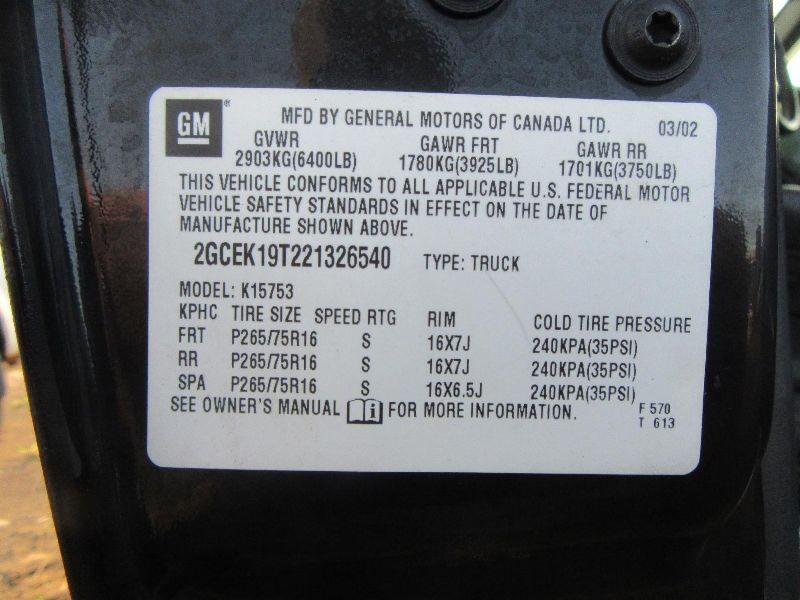 GM® MFD BY GENERAL MOTORS OF CANADA LTD. 03/02
GVWR GAWR FRT GAWR RR
2903KG(6400LB) 1780KG(3925LB) 1701KG(3750LB)
THIS VEHICLE CONFORMS TO ALL APPLICABLE U.S. FEDERAL MOTOR
VEHICLE SAFETY STANDARDS IN EFFECT ON THE DATE OF
MANUFACTURE SHOWN ABOVE.
2GCEK19T221326540 TYPE: TRUCK
MODEL: K15753
KPHC TIRE SIZE SPEED RTG RIM COLD TIRE PRESSURE
FRT P265/75R16 S 16X7J 240KPA(35PSI)
RR P265/75R16 S 16X7J 240KPA(35PSI)
SPA P265/75R16 S 16X6.5J 240KPA(35PSI)
SEE OWNER'S MANUAL i FOR MORE INFORMATION. F 570
T 613